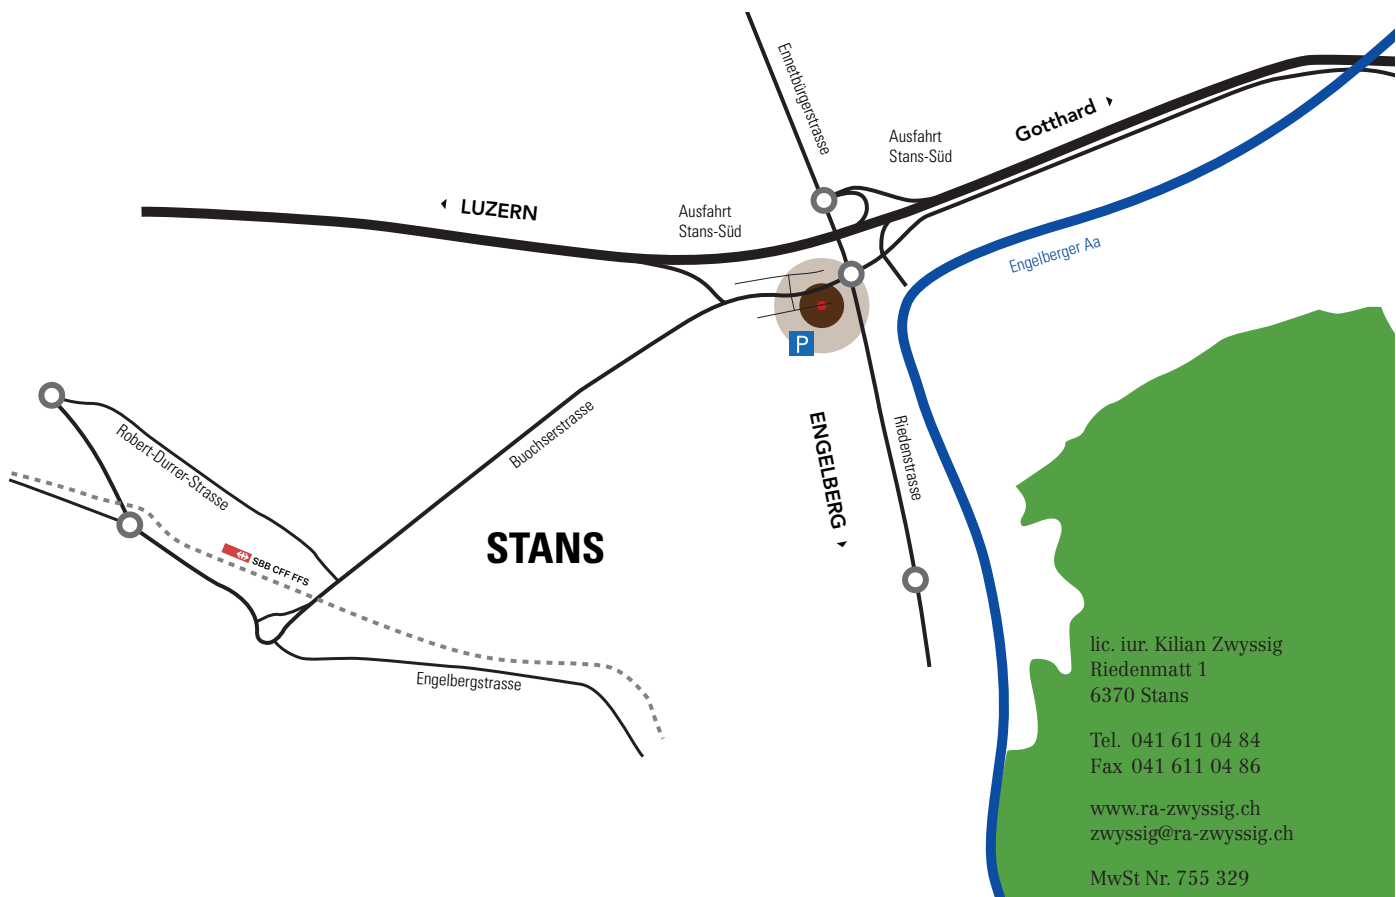 Ennetbürgerstrasse
Ausfahrt
Stans-Süd
Gotthard
LUZERN
Ausfahrt
Stans-Süd
Engelberger Aa
P
Buochserstrasse
ENGELBERG
Riedenstrasse
Robert-Durrer-Strasse
SBB CFF FFS
STANS
Engelbergstrasse
lic. iur. Kilian Zwyssig
Riedenmatt 1
6370 Stans
Tel. 041 611 04 84
Fax 041 611 04 86
www.ra-zwyssig.ch
zwyssig@ra-zwyssig.ch
MwSt Nr. 755 329